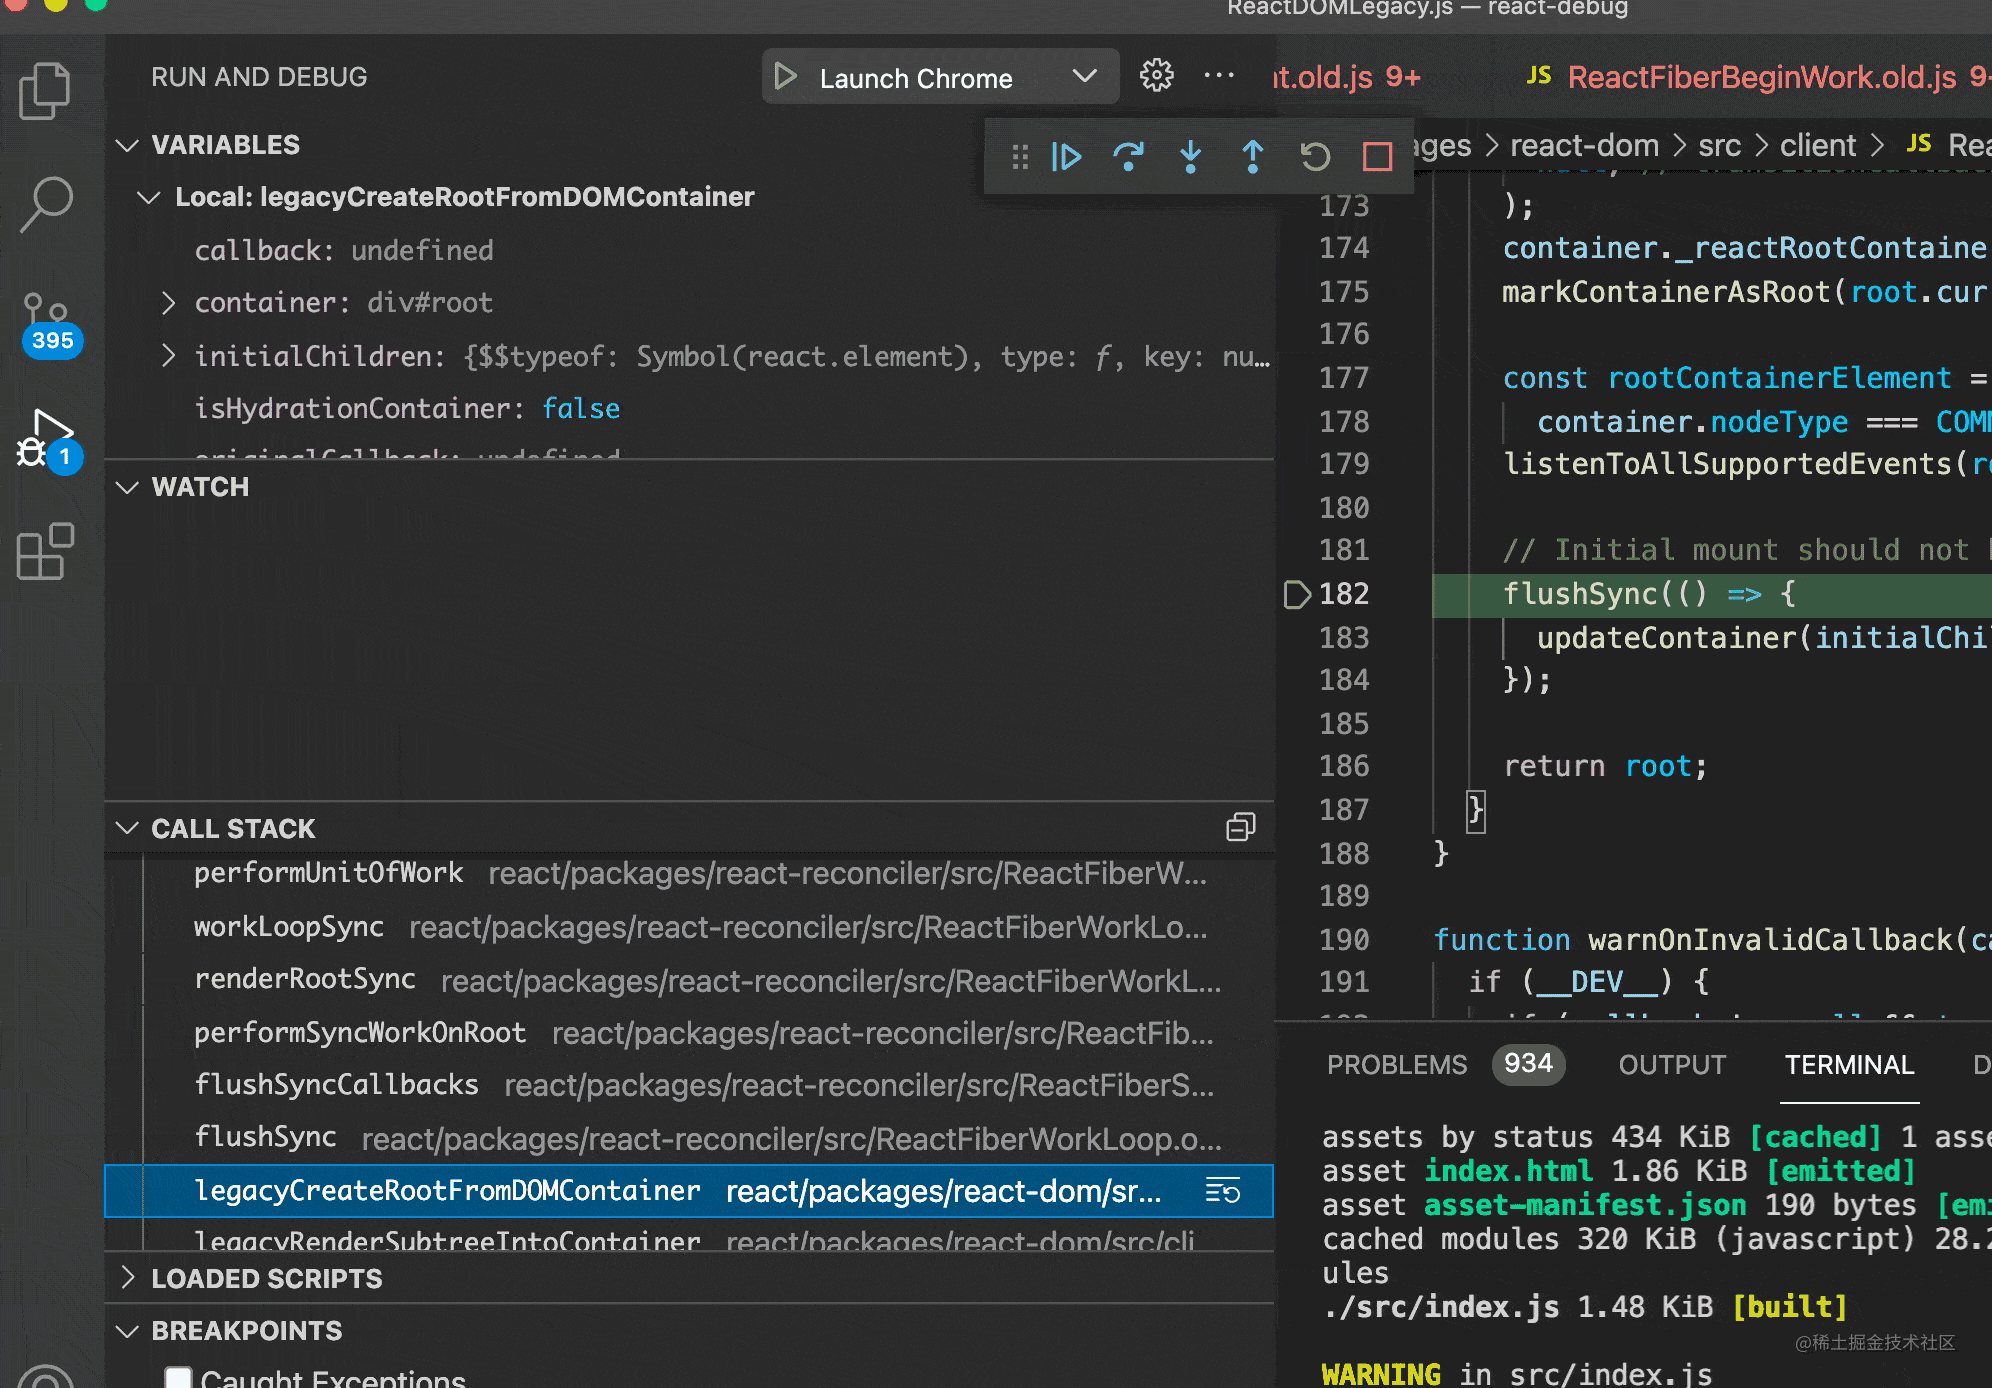 ReactDOMLegacy.js — react-debug
RUN AND DEBUG
Launch Chrome
VARIABLES
Local: legacyCreateRootFromDOMContainer
callback: undefined
container: div#root
initialChildren: {$$typeof: Symbol(react.element), type: f, key: nu…
isHydrationContainer: false
originalCallback: undefined
395
1
WATCH
CALL STACK
performUnitOfWork react/packages/react-reconciler/src/ReactFiberW...
workLoopSync react/packages/react-reconciler/src/ReactFiberWorkLo...
renderRootSync react/packages/react-reconciler/src/ReactFiberWorkL...
performSyncWorkOnRoot react/packages/react-reconciler/src/ReactFib...
flushSyncCallbacks react/packages/react-reconciler/src/ReactFiberS...
flushSync react/packages/react-reconciler/src/ReactFiberWorkLoop.o...
legacyCreateRootFromDOMContainer react/packages/react-dom/sr...
legacyRenderSubtreeIntoContainer react/packages/react-dom/src/cli
LOADED SCRIPTS
BREAKPOINTS
Caught Exceptions
t.old.js 9+ JS ReactFiberBeginWork.old.js 9+
ages > react-dom > src > client > JS Rea
173 );
174 container._reactRootContaine
175 markContainerAsRoot(root.cur
176
177 const rootContainerElement =
178 container.nodeType === COMM
179 listenToAllSupportedEvents(ro
180
181 // Initial mount should not
182 flushSync(() => {
183 updateContainer(initialChi
184 });
185
186 return root;
187 }
188 }
189
190 function warnOnInvalidCallback(ca
191 if (__DEV__) {
PROBLEMS 934 OUTPUT TERMINAL D
assets by status 434 KiB [cached] 1 asse
asset index.html 1.86 KiB [emitted]
asset asset-manifest.json 190 bytes [emi
cached modules 320 KiB (javascript) 28.2
ules
./src/index.js 1.48 KiB [built]
@稀土掘金技术社区
WARNING in src/index.js